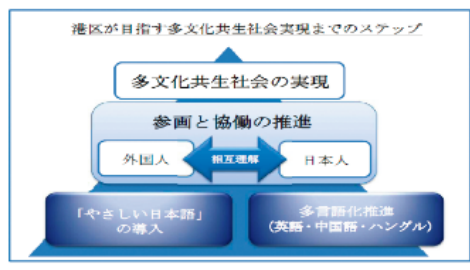 港区が目指す多文化共生社会実現までのステップ
多文化共生社会の実現
参画と協働の推進
外国人
相互理解
日本人
「やさしい日本語」
の導入
多言語化推進
(英語・中国語・ハングル)